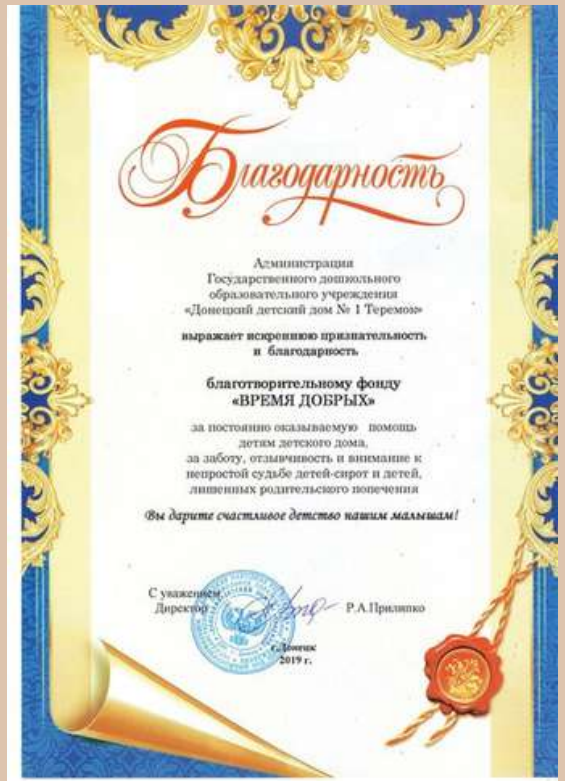 Благодарность
Администрация
Государственного дошкольного
образовательного учреждения
«Донецкий детский дом № 1 Теремок»
выражает искреннюю признательность
и благодарность
благотворительному фонду
«ВРЕМЯ ДОБРЫХ»
за постоянно оказываемую помощь
детям детского дома,
за заботу, отзывчивость и внимание к
непростой судьбе детей-сирот и детей,
лишенных родительского попечения
Вы дарите счастливое детство нашим малышам!
С уважением,
Директор Р.А.Прилипко
г.Донецк
2019 г.